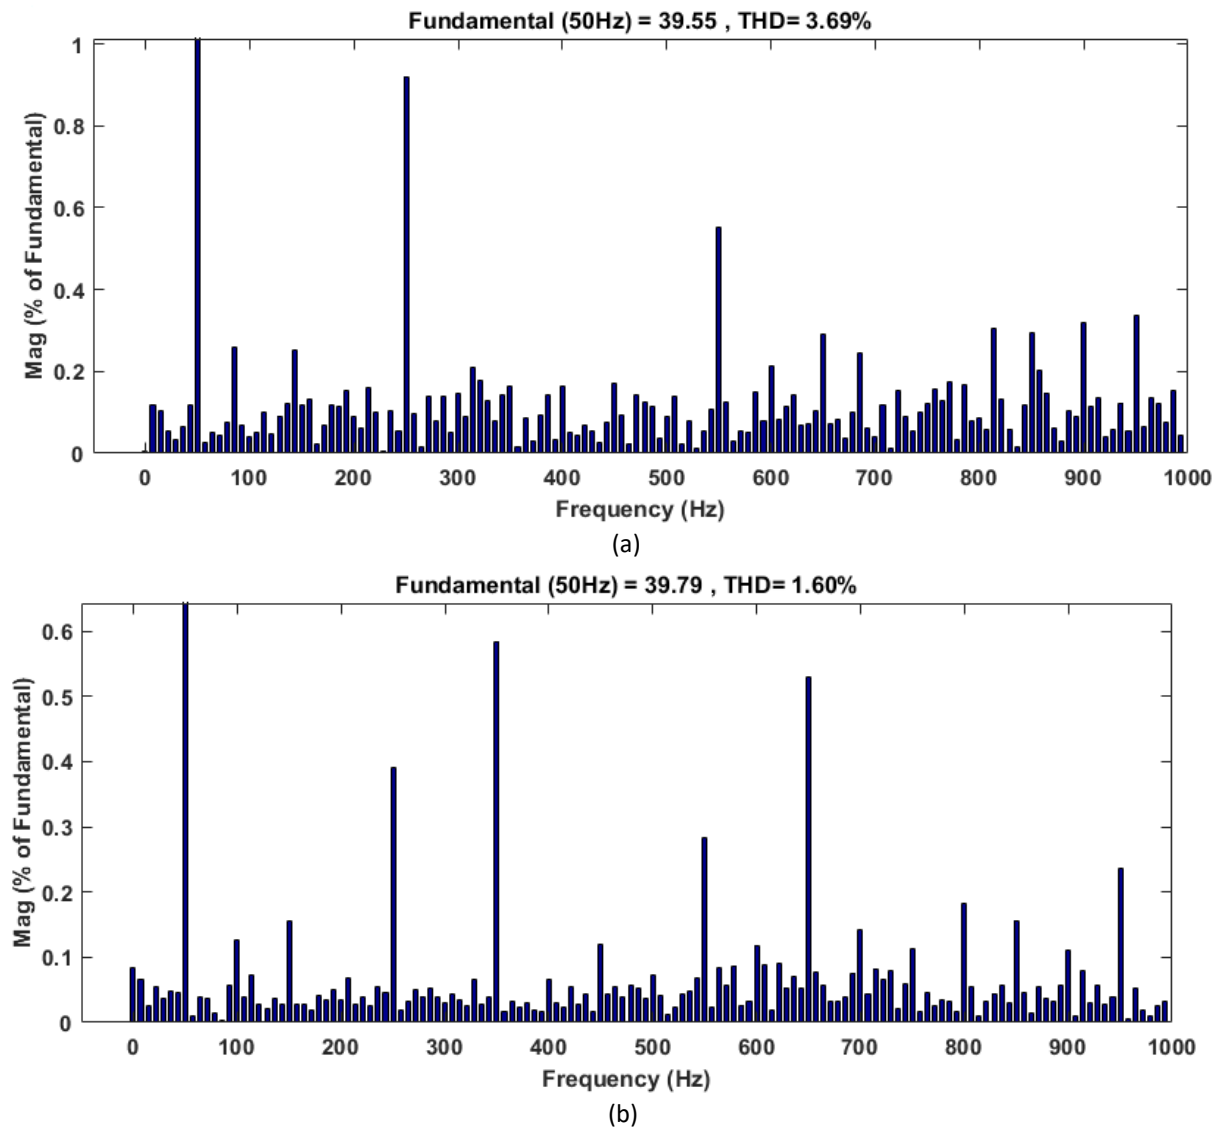 Fundamental (50Hz) = 39.55 , THD= 3.69%
1
0.8
0.6
0.4
0.2
0
Mag (% of Fundamental)
0 100 200 300 400 500 600 700 800 900 1000
Frequency (Hz)
(a)
Fundamental (50Hz) = 39.79 , THD= 1.60%
0.6
0.5
0.4
0.3
0.2
0.1
0
Mag (% of Fundamental)
0 100 200 300 400 500 600 700 800 900 1000
Frequency (Hz)
(b)